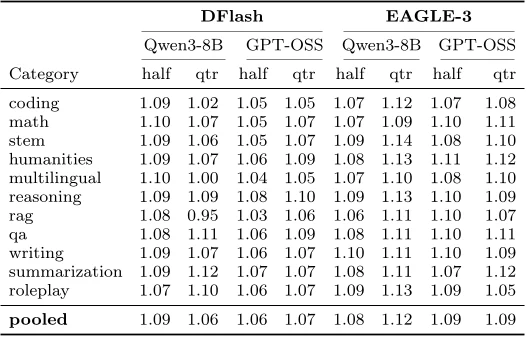 DFlash EAGLE-3
Qwen3-8B GPT-OSS Qwen3-8B GPT-OSS
Category half qtr half qtr half qtr half qtr
coding 1.09 1.02 1.05 1.05 1.07 1.12 1.07 1.08
math 1.10 1.07 1.05 1.07 1.07 1.09 1.10 1.11
stem 1.09 1.06 1.05 1.07 1.09 1.14 1.08 1.10
humanities 1.09 1.07 1.06 1.09 1.08 1.13 1.11 1.12
multilingual 1.10 1.00 1.04 1.05 1.07 1.10 1.08 1.10
reasoning 1.09 1.09 1.08 1.10 1.09 1.13 1.10 1.09
rag 1.08 0.95 1.03 1.06 1.06 1.11 1.10 1.07
qa 1.08 1.11 1.06 1.09 1.08 1.11 1.10 1.11
writing 1.09 1.07 1.06 1.07 1.10 1.11 1.10 1.09
summarization 1.09 1.12 1.07 1.07 1.08 1.11 1.07 1.12
roleplay 1.07 1.10 1.06 1.07 1.09 1.13 1.09 1.05
pooled 1.09 1.06 1.06 1.07 1.08 1.12 1.09 1.09